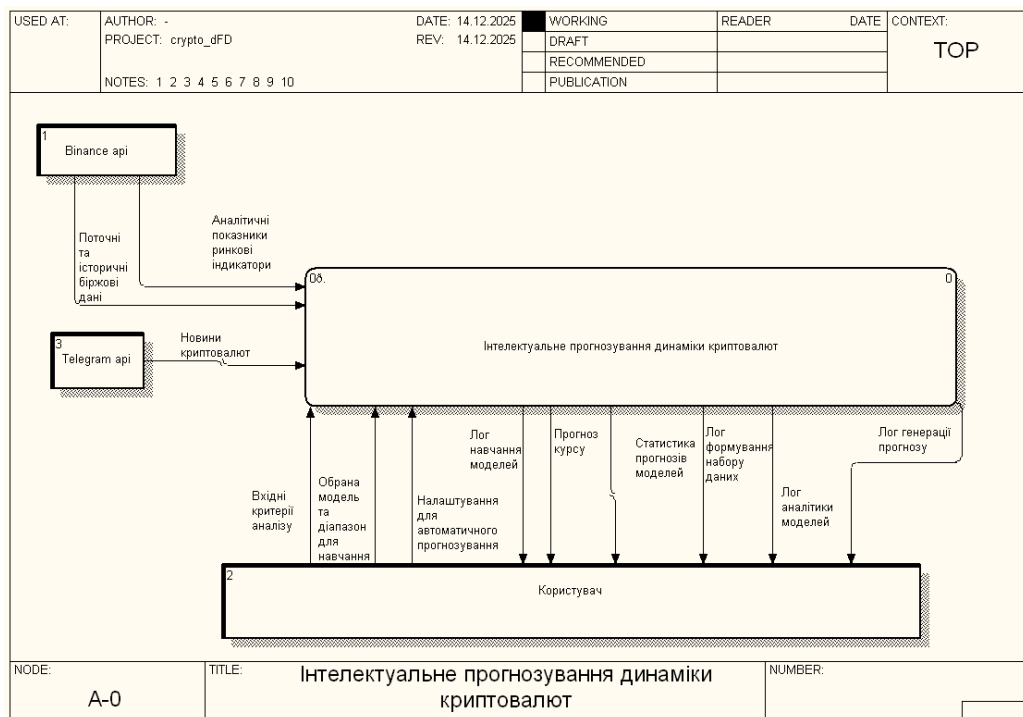 USED AT:
AUTHOR: -
DATE: 14.12.2025
WORKING
READER
DATE
CONTEXT:
PROJECT: crypto_dFD
REV: 14.12.2025
DRAFT
TOP
RECOMMENDED
NOTES: 1 2 3 4 5 6 7 8 9 10
PUBLICATION
1
Binance api
Поточні
та
історичні
біржові
дані
Аналітичні
показники
ринкові
індикатори
3
Telegram api
Новини
криптовалют
0đ.
0
Інтелектуальне прогнозування динаміки криптовалют
Вхідні
критерії
аналізу
Обрана
модель
та
діапазон
для
навчання
Налаштування
для
автоматичного
прогнозування
Лог
навчання
моделей
Прогноз
курсу
Статистика
прогнозів
моделей
Лог
формування
набору
даних
Лог
аналітики
моделей
Лог генерації
прогнозу
2
Користувач
NODE:
A-0
TITLE:
Інтелектуальне прогнозування динаміки
криптовалют
NUMBER: